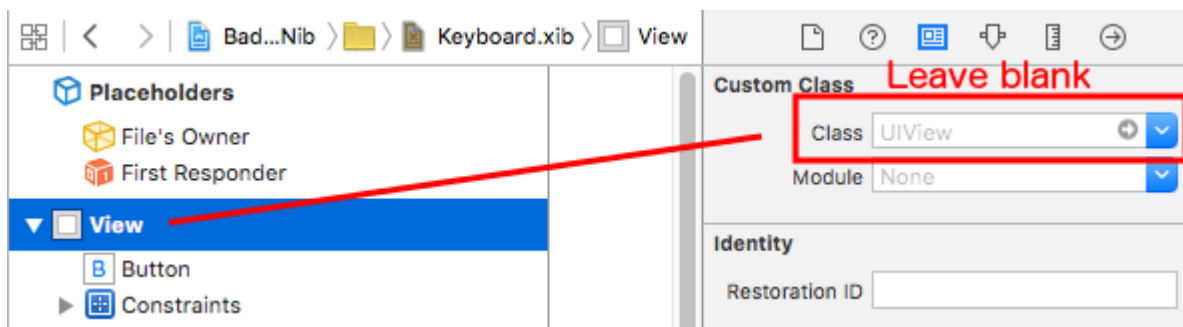 Bad...Nib Keyboard.xib View
Placeholders
File's Owner
First Responder
View
B Button
Constraints
Leave blank
Custom Class
Class UIView
Module None
Identity
Restoration ID